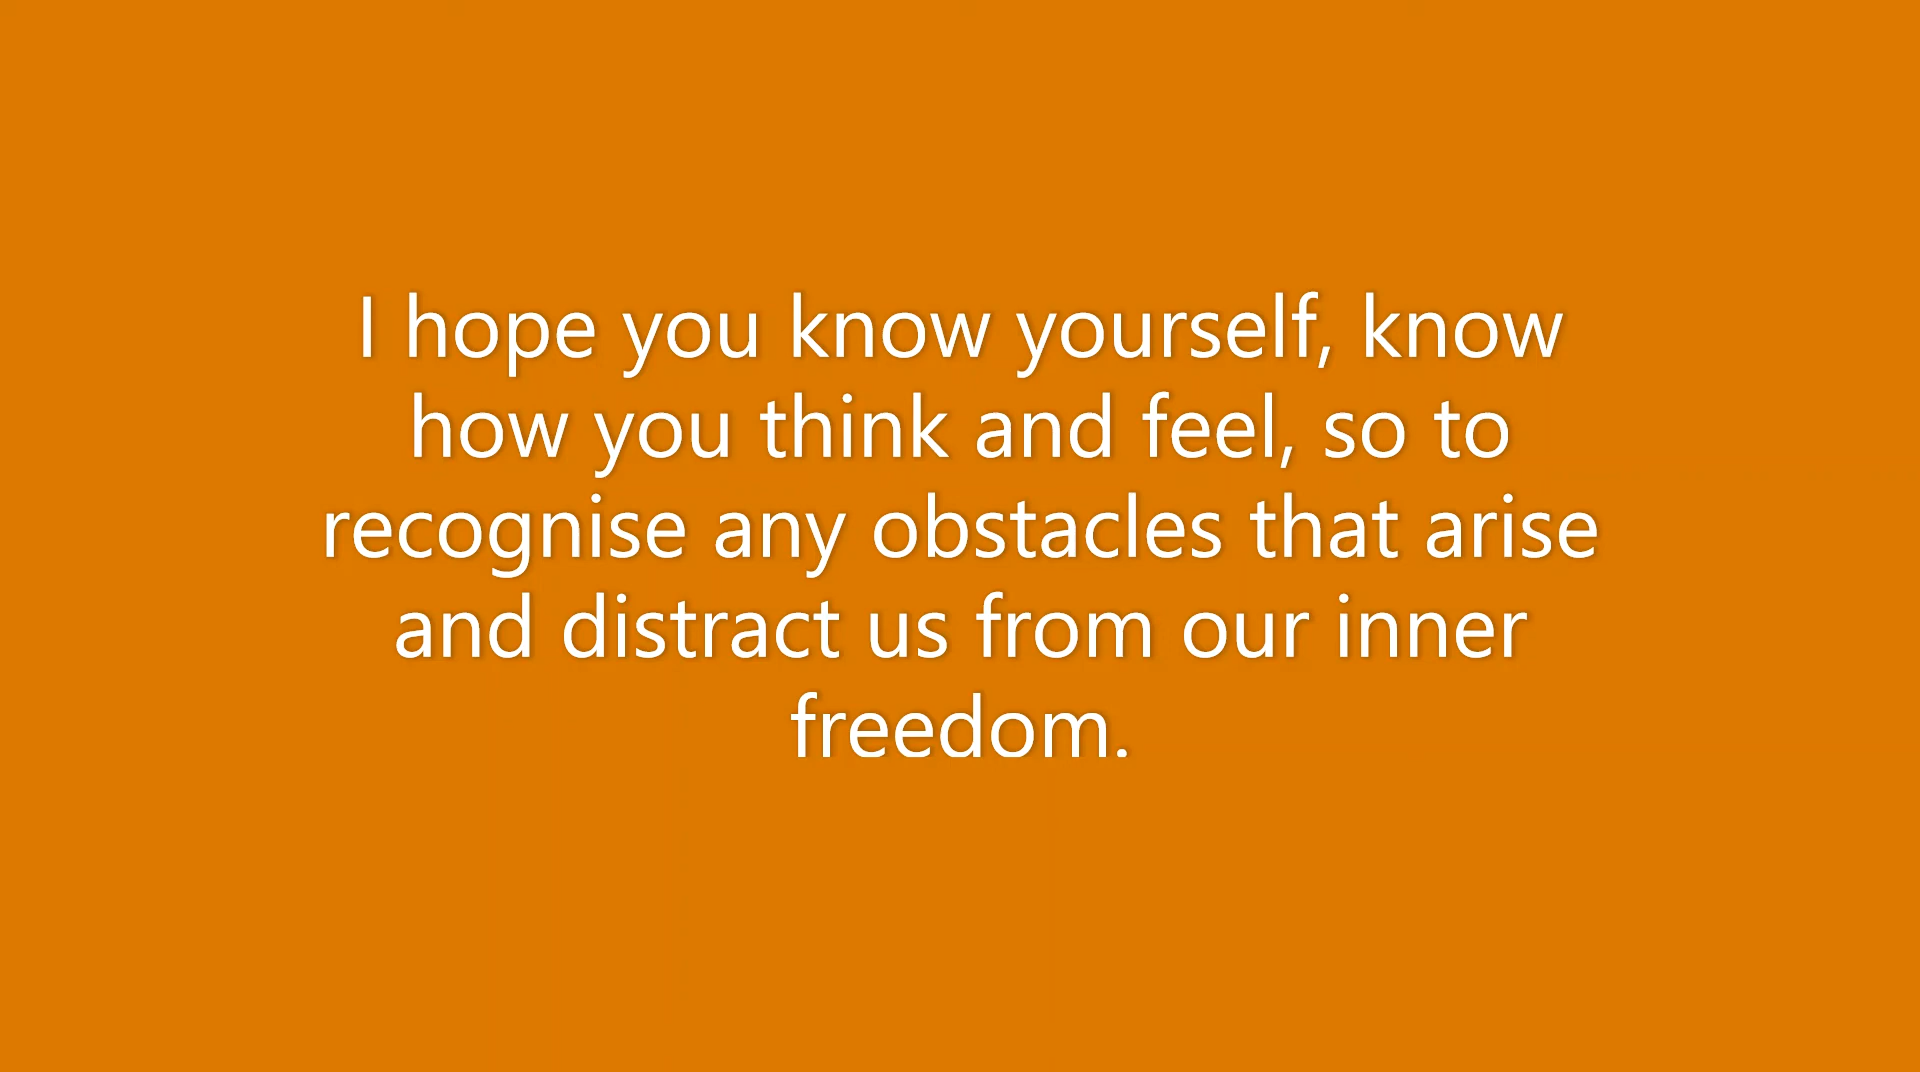 I hope you know yourself, know
how you think and feel, so to
recognise any obstacles that arise
and distract us from our inner
freedom.